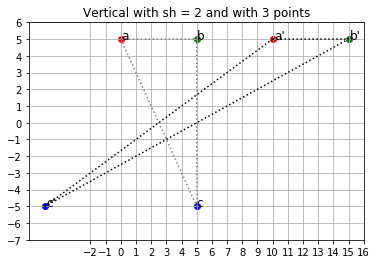 Vertical with sh = 2 and with 3 points
6
5
a
b
a'
b'
4
3
2
1
0
−1
−2
−3
−4
−5
c'
c
−6
−7
−2 −1 0 1 2 3 4 5 6 7 8 9 10 11 12 13 14 15 16